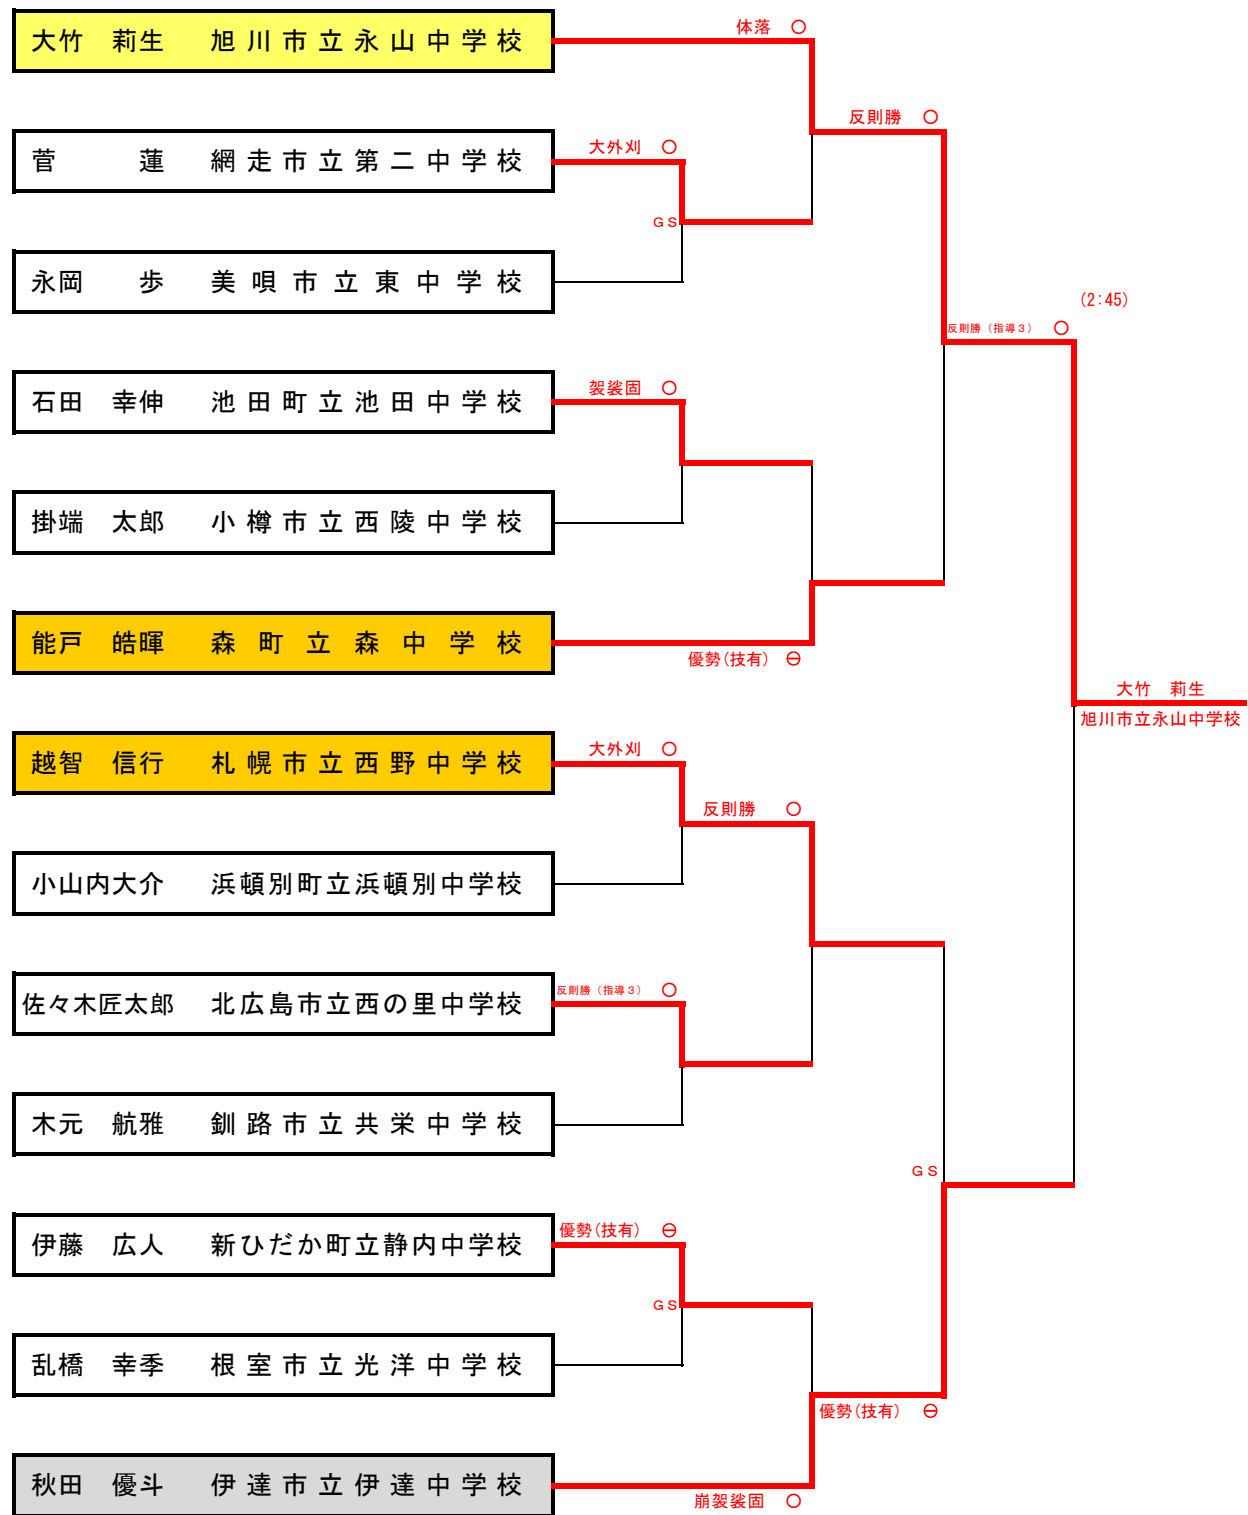 体落 ○
大竹 莉生 旭川市立永山中学校
反則勝 ○
大外刈 ○
菅 蓮 網走市立第二中学校
ＧＳ
永岡 歩 美唄市立東中学校
(2:45)
反則勝（指導３） ○
袈裟固 ○
石田 幸伸 池田町立池田中学校
掛端 太郎 小樽市立西陵中学校
能戸 皓暉 森町立森中学校
優勢(技有) ⊖
大竹 莉生
旭川市立永山中学校
大外刈 ○
越智 信行 札幌市立西野中学校
反則勝 ○
小山内大介 浜頓別町立浜頓別中学校
反則勝（指導３） ○
佐々木匠太郎 北広島市立西の里中学校
木元 航雅 釧路市立共栄中学校
ＧＳ
優勢(技有) ⊖
伊藤 広人 新ひだか町立静内中学校
ＧＳ
乱橋 幸季 根室市立光洋中学校
優勢(技有) ⊖
秋田 優斗 伊達市立伊達中学校
崩袈裟固 ○